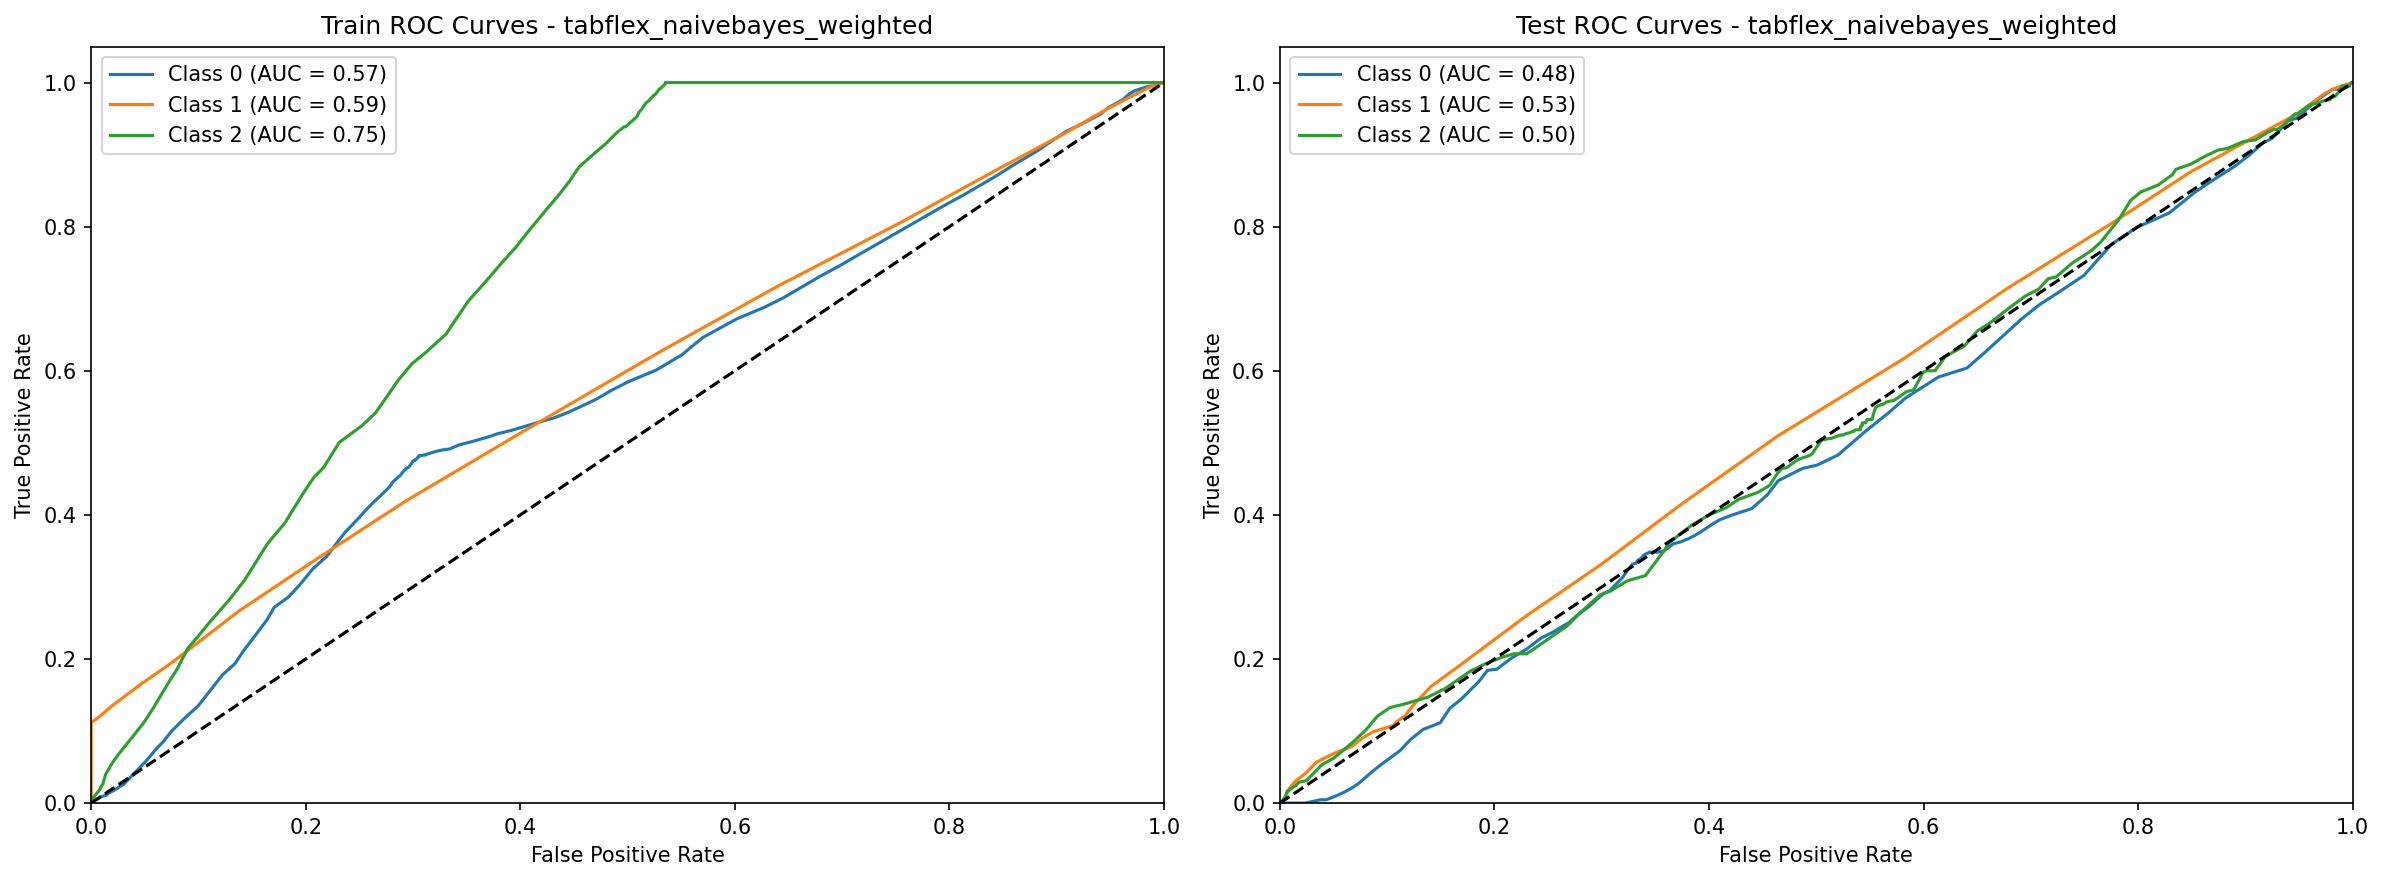 Train ROC Curves - tabflex_naivebayes_weighted
Class 0 (AUC = 0.57)
Class 1 (AUC = 0.59)
Class 2 (AUC = 0.75)
True Positive Rate
1.0
0.8
0.6
0.4
0.2
0.0
0.0 0.2 0.4 0.6 0.8 1.0
False Positive Rate
Test ROC Curves - tabflex_naivebayes_weighted
Class 0 (AUC = 0.48)
Class 1 (AUC = 0.53)
Class 2 (AUC = 0.50)
True Positive Rate
1.0
0.8
0.6
0.4
0.2
0.0
0.0 0.2 0.4 0.6 0.8 1.0
False Positive Rate